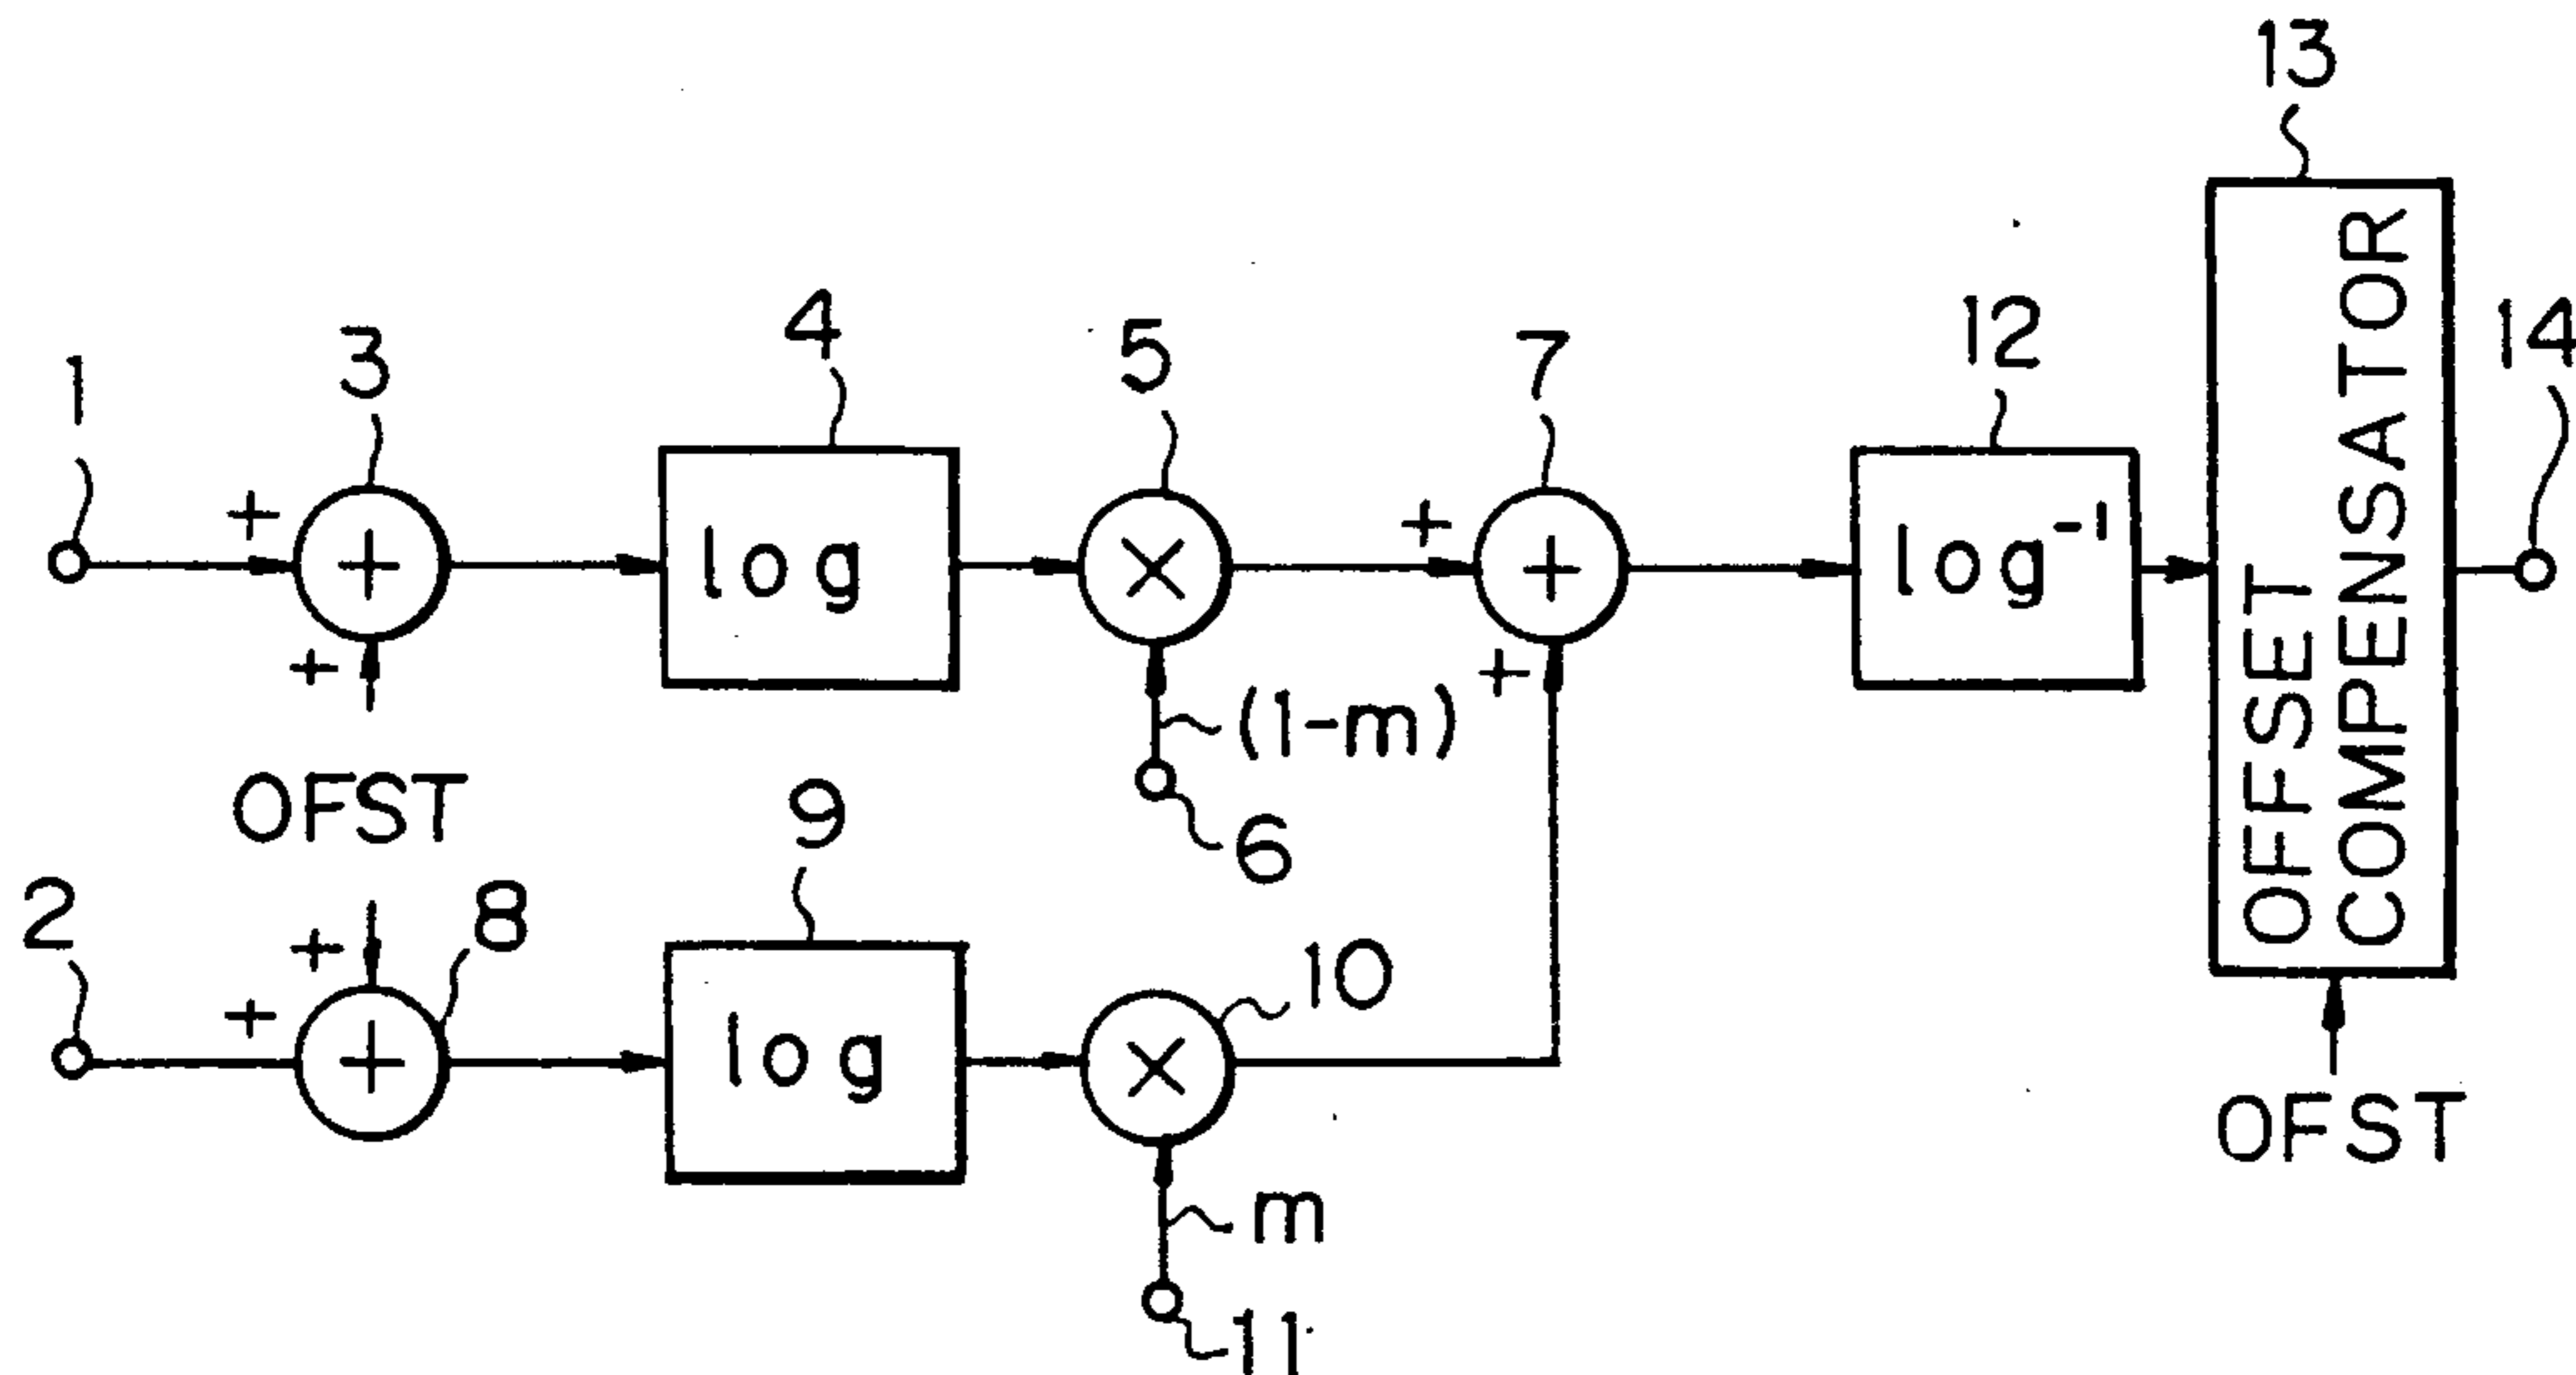 13
1
3
4
5
7
12
14
+
+
log
×
+
+
log⁻¹
OFFSET
COMPENSATOR
+
+
(1-m)
OFST
6
2
+
8
9
10
+
+
log
×
OFST
m
11